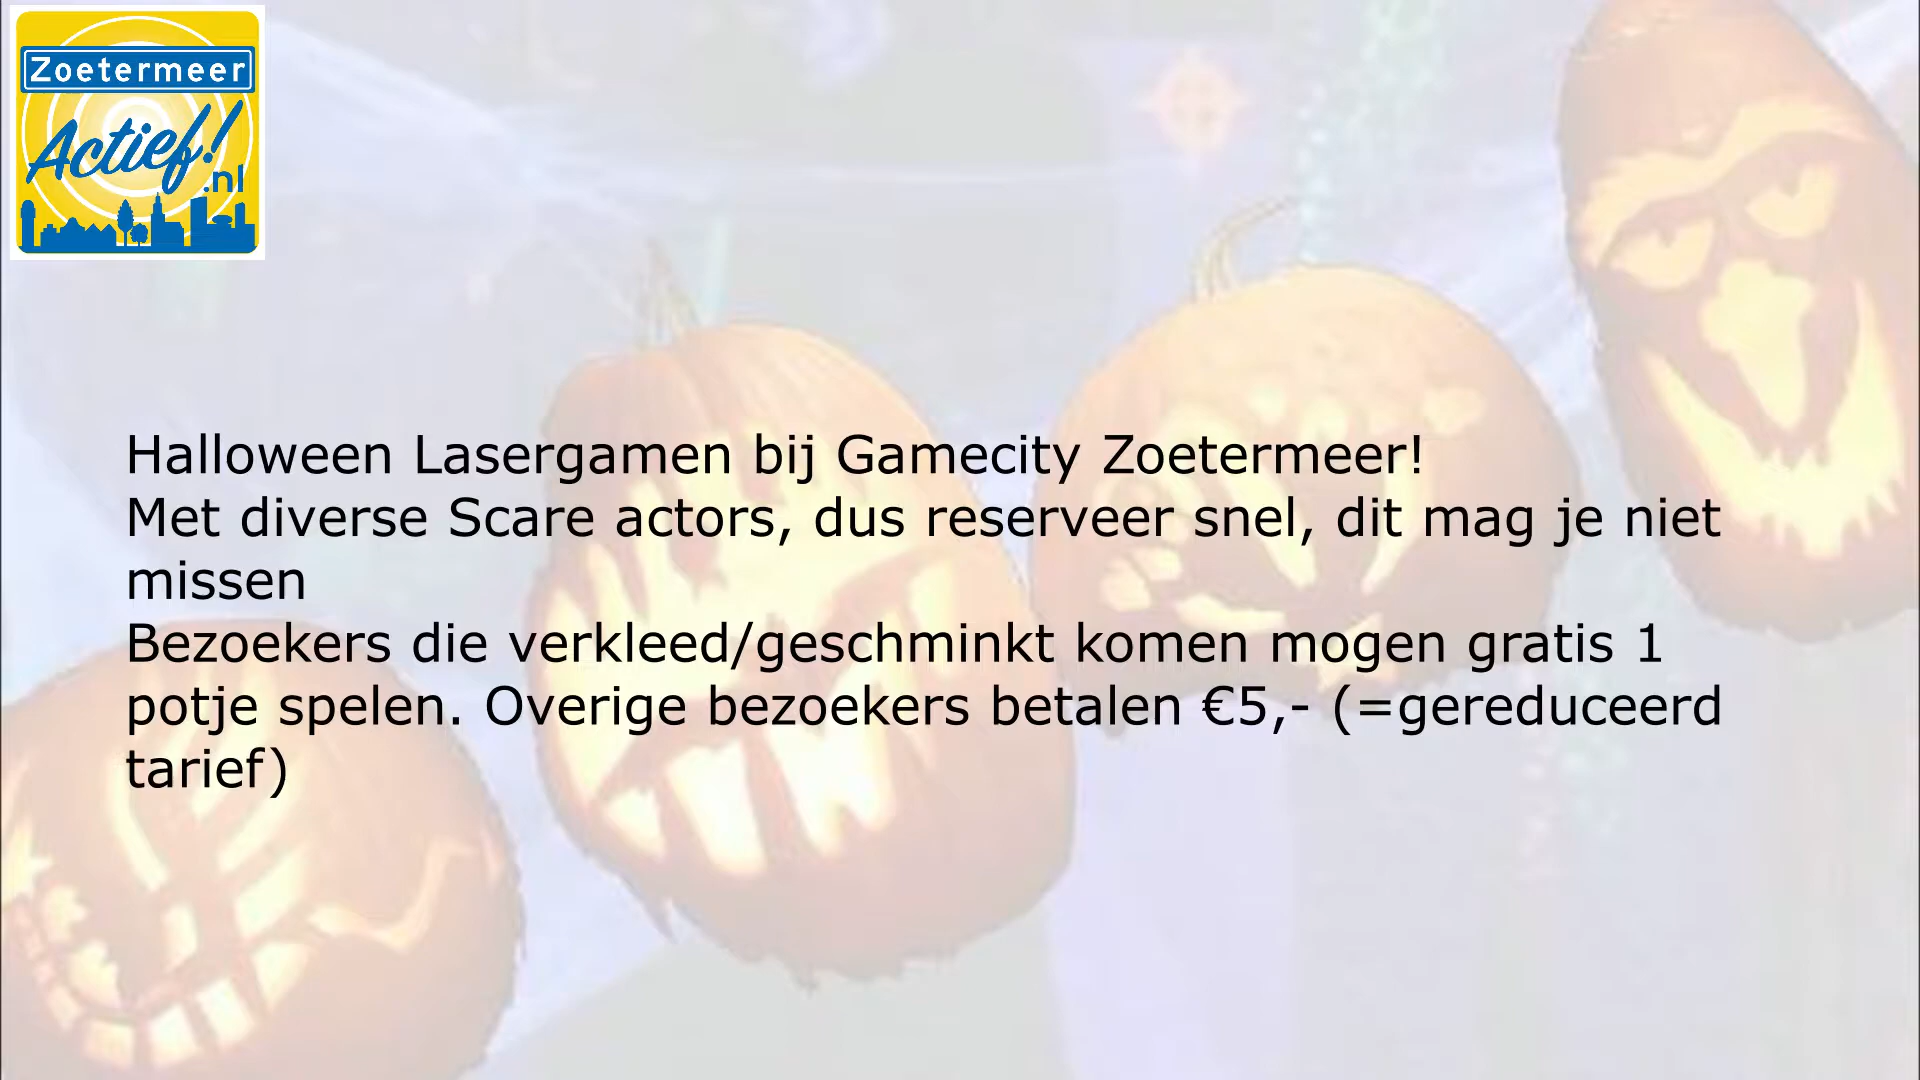 Zoetermeer
Actief!
.nl
Halloween Lasergamen bij Gamecity Zoetermeer!
Met diverse Scare actors, dus reserveer snel, dit mag je niet
missen
Bezoekers die verkleed/geschminkt komen mogen gratis 1
potje spelen. Overige bezoekers betalen €5,- (=gereduceerd
tarief)